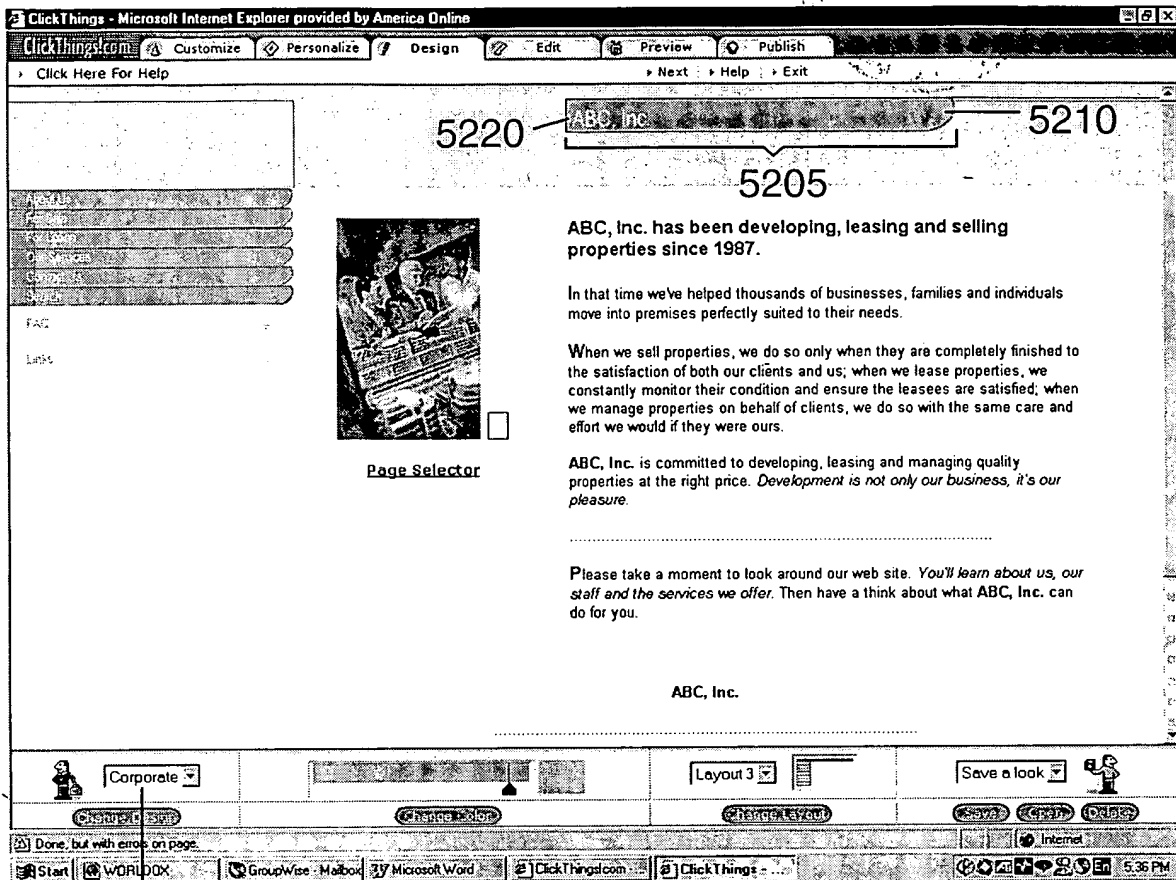 ClickThings - Microsoft Internet Explorer provided by America Online
ClickThings!com Customize Personalize Design Edit Preview Publish
Click Here For Help Next Help Exit
5220 ABC, Inc. 5210
5205
About Us
Our Services
FAQ
Links
Page Selector
ABC, Inc. has been developing, leasing and selling
properties since 1987.
In that time we've helped thousands of businesses, families and individuals
move into premises perfectly suited to their needs.
When we sell properties, we do so only when they are completely finished to
the satisfaction of both our clients and us; when we lease properties, we
constantly monitor their condition and ensure the leasees are satisfied; when
we manage properties on behalf of clients, we do so with the same care and
effort we would if they were ours.
ABC, Inc. is committed to developing, leasing and managing quality
properties at the right price. Development is not only our business, it's our
pleasure.
Please take a moment to look around our web site. You'll learn about us, our
staff and the services we offer. Then have a think about what ABC, Inc. can
do for you.
ABC, Inc.
Corporate Layout 3 Save a look
Change Design Change Color Change Layout Save Open Delete
Done, but with errors on page. Internet
Start WORLDOX GroupWise - Mailbox Microsoft Word ClickThings!com ClickThings - ... En 5:36 PM